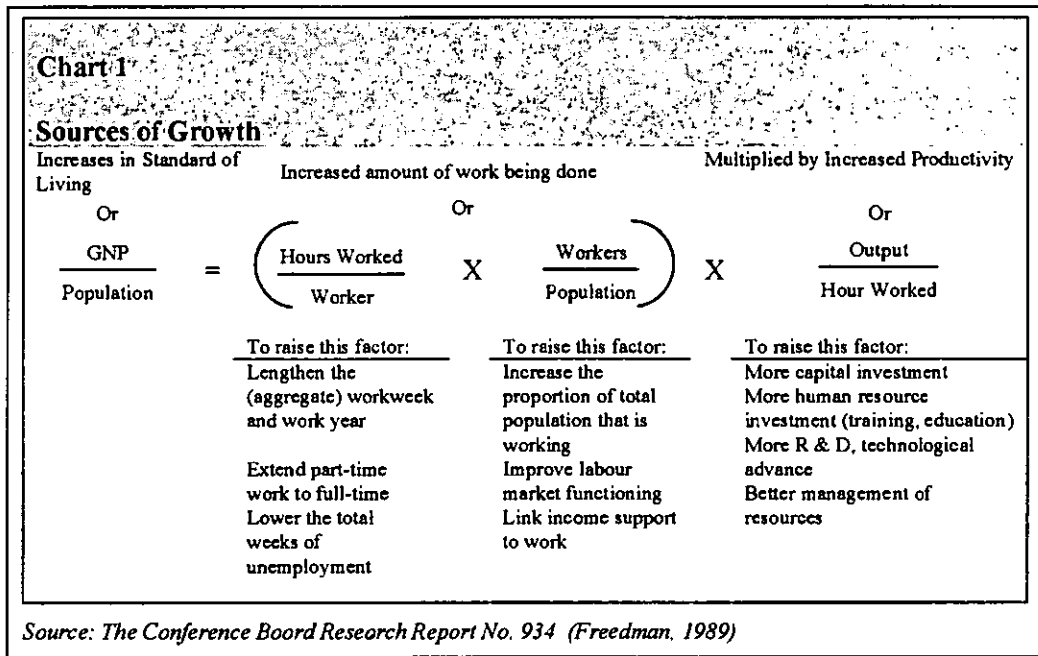 Chart 1
Sources of Growth
Increases in Standard of
Living
Or
GNP
Population
=
Increased amount of work being done
Or
Hours Worked
Worker
X
Workers
Population
X
Multiplied by Increased Productivity
Or
Output
Hour Worked
To raise this factor:
Lengthen the
(aggregate) workweek
and work year
Extend part-time
work to full-time
Lower the total
weeks of
unemployment
To raise this factor:
Increase the
proportion of total
population that is
working
Improve labour
market functioning
Link income support
to work
To raise this factor:
More capital investment
More human resource
investment (training, education)
More R & D, technological
advance
Better management of
resources
Source: The Conference Board Research Report No. 934 (Freedman, 1989)